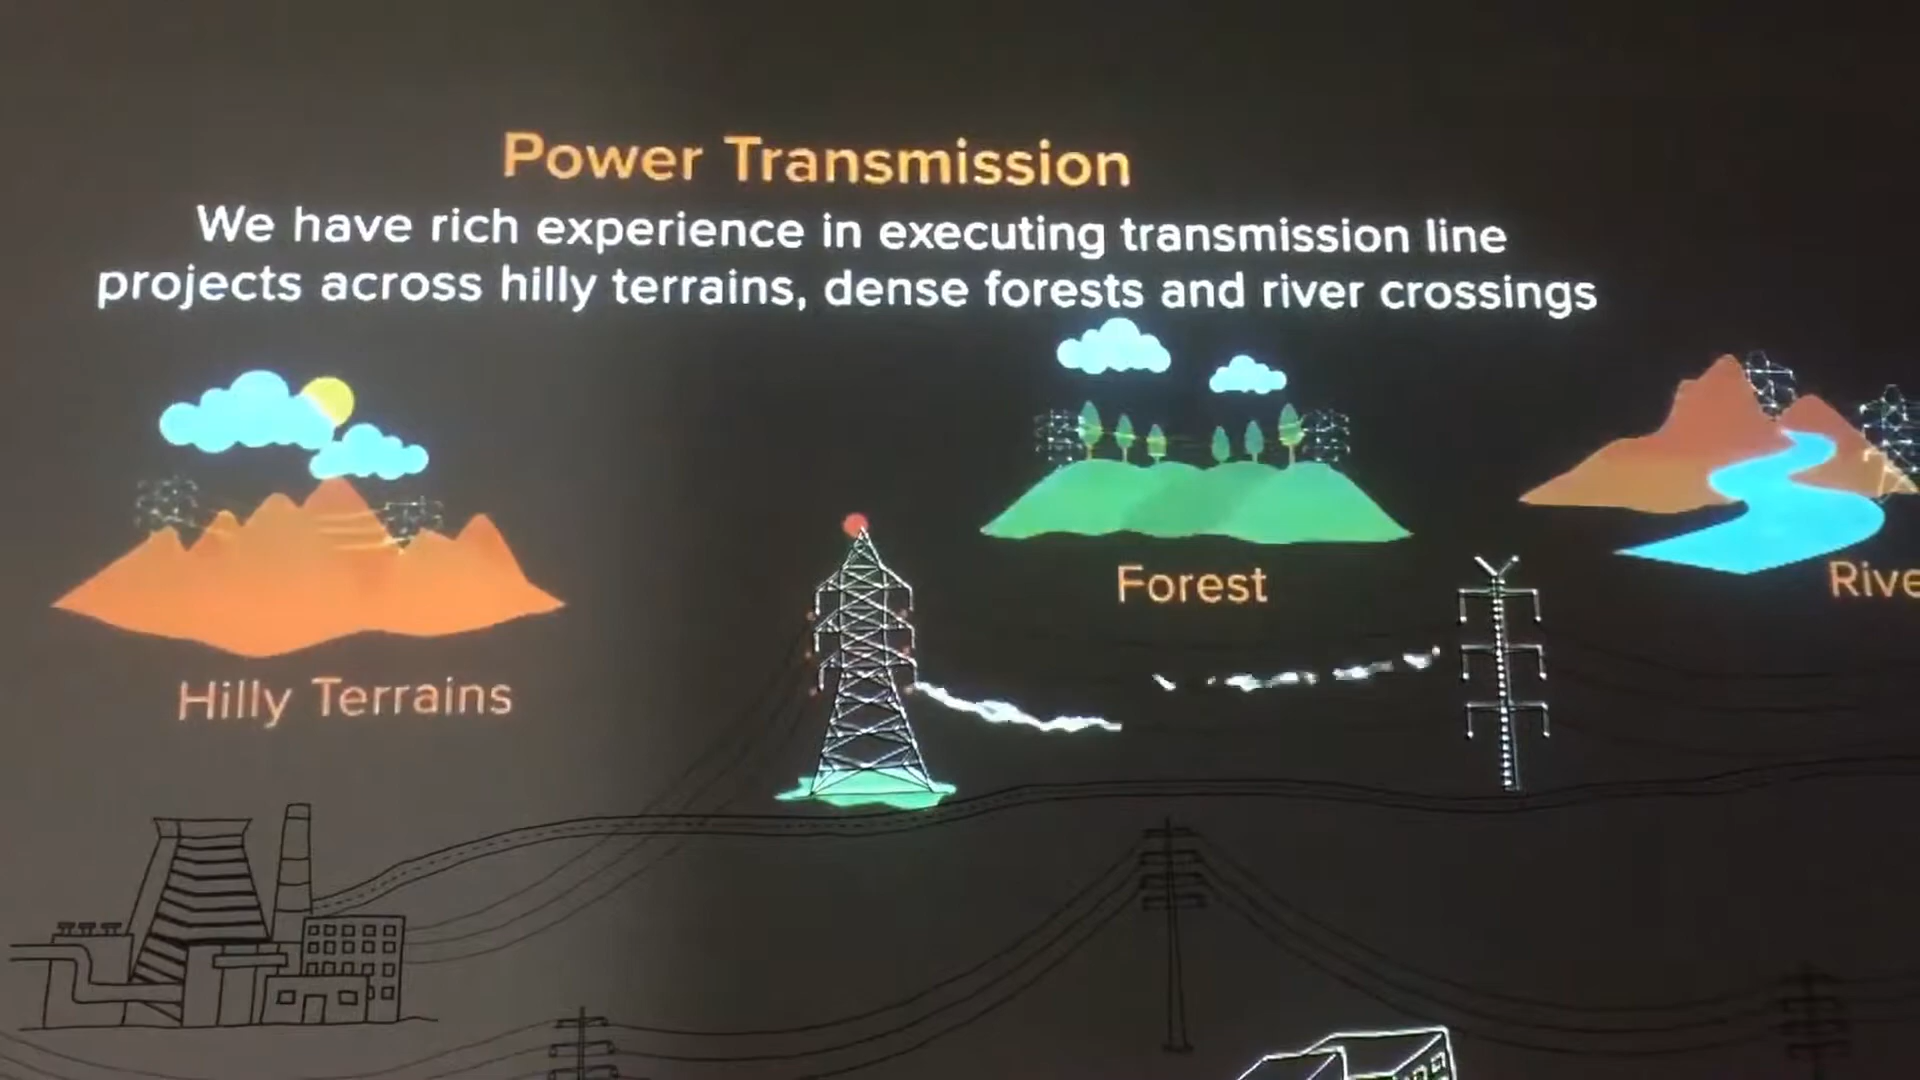 Power Transmission
We have rich experience in executing transmission line
projects across hilly terrains, dense forests and river crossings
Forest
Hilly Terrains